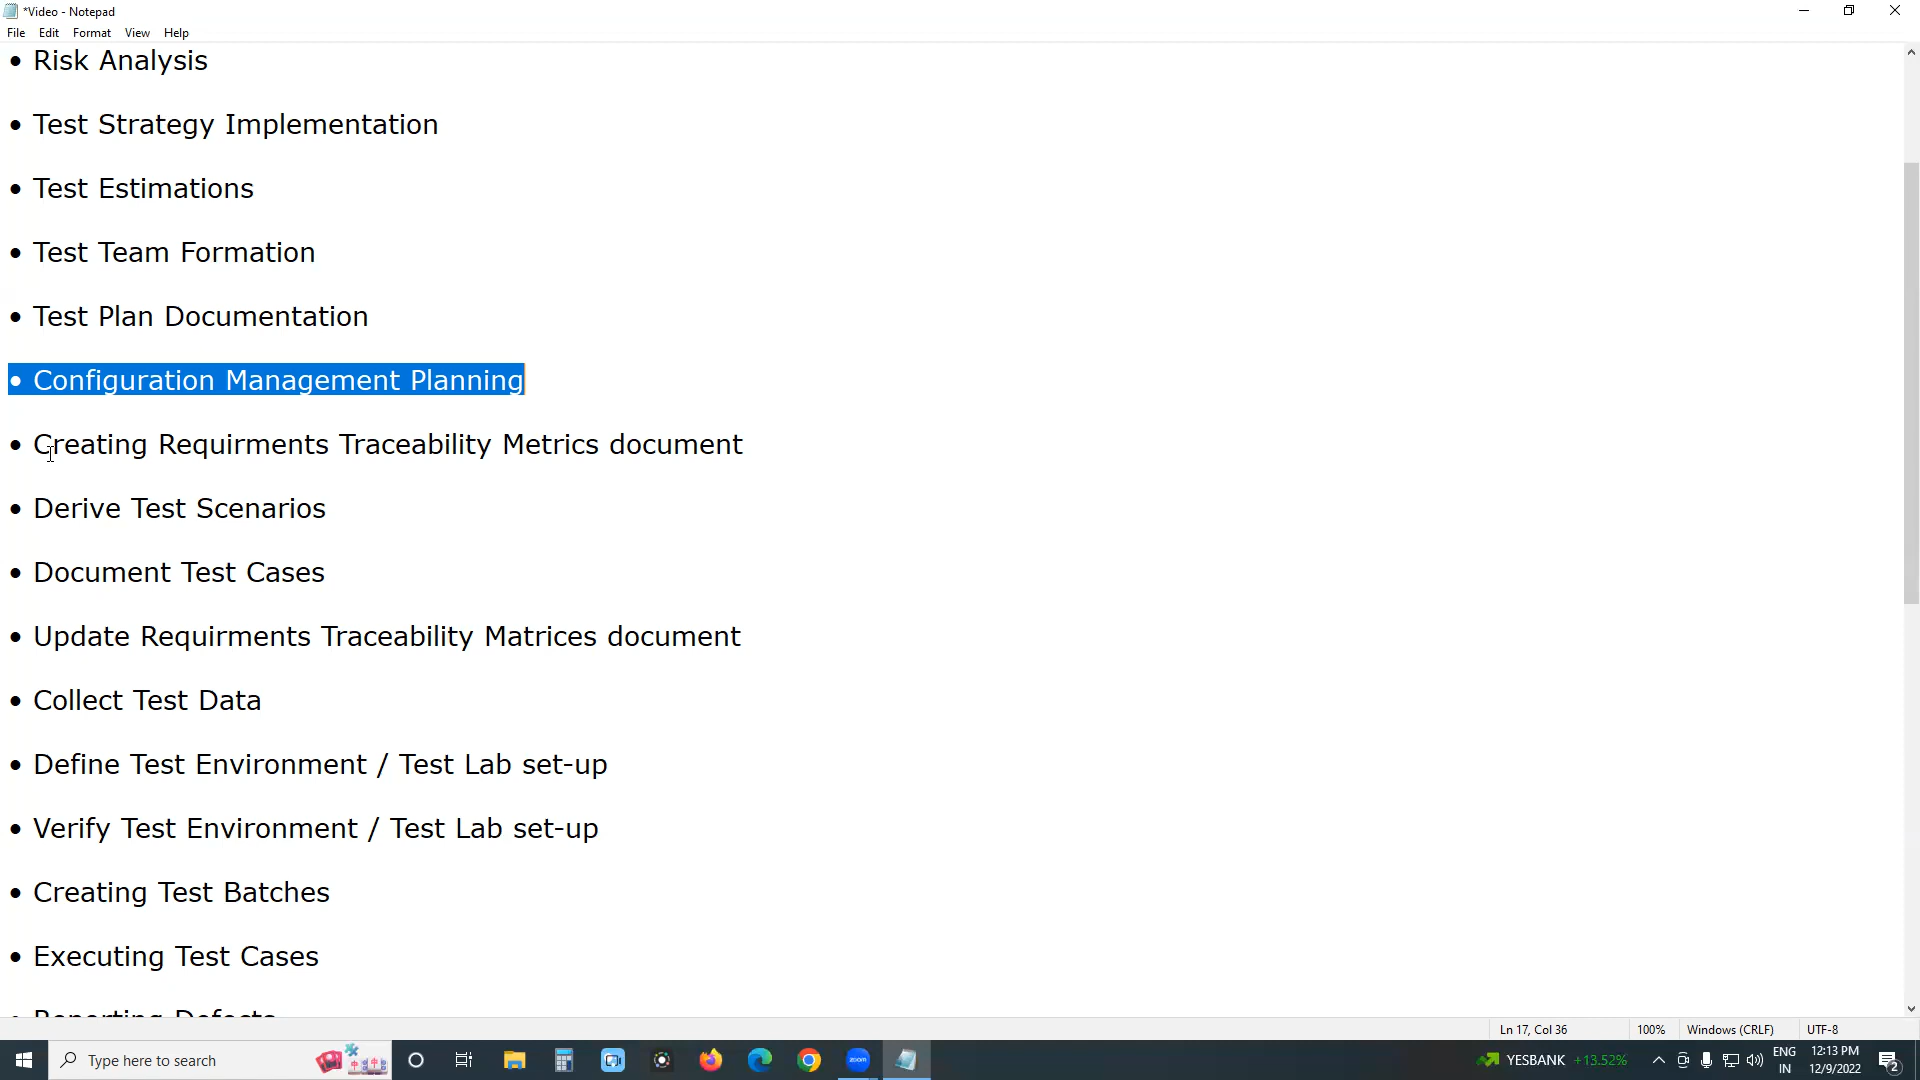 *Video - Notepad
File Edit Format View Help
• Risk Analysis
• Test Strategy Implementation
• Test Estimations
• Test Team Formation
• Test Plan Documentation
• Configuration Management Planning
• Creating Requirments Traceability Metrics document
• Derive Test Scenarios
• Document Test Cases
• Update Requirments Traceability Matrices document
• Collect Test Data
• Define Test Environment / Test Lab set-up
• Verify Test Environment / Test Lab set-up
• Creating Test Batches
• Executing Test Cases
• Reporting Defects
Ln 17, Col 36 100% Windows (CRLF) UTF-8
Type here to search zoom YESBANK +13.52% ENG IN 12:13 PM 12/9/2022 2